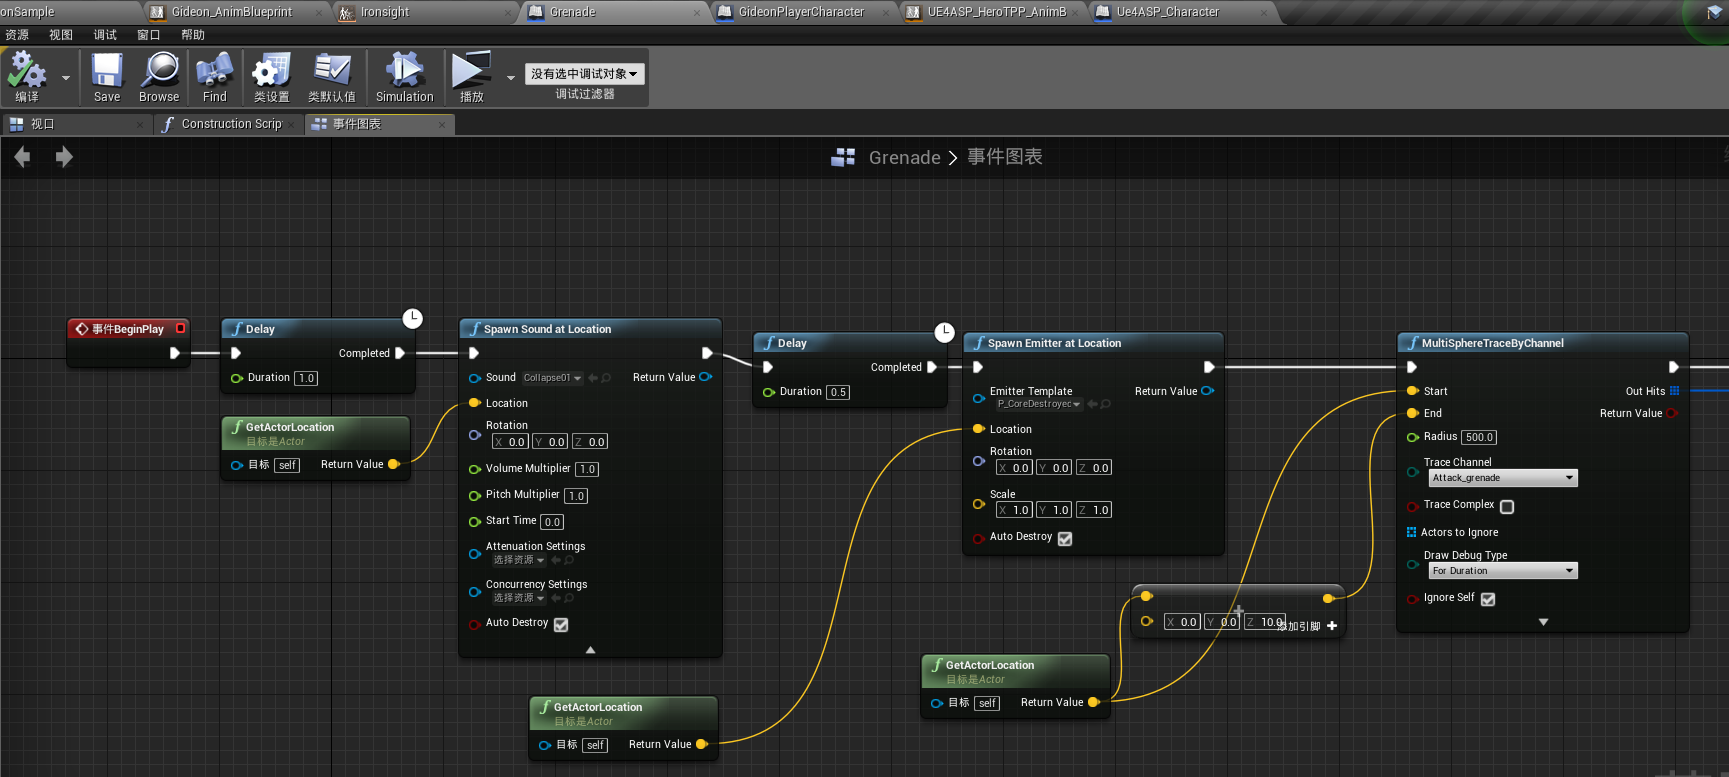 onSample
Gideon_AnimBlueprint
Ironsight
Grenade
GideonPlayerCharacter
UE4ASP_HeroTPP_AnimB
Ue4ASP_Character
资源 视图 调试 窗口 帮助
编译
Save
Browse
Find
类设置
类默认值
Simulation
播放
没有选中调试对象
调试过滤器
视口
Construction Scrip
事件图表
Grenade > 事件图表
事件BeginPlay
Delay
Completed
Duration 1.0
GetActorLocation
目标是Actor
目标 self Return Value
Spawn Sound at Location
Sound Collapse01 Return Value
Location
Rotation
X 0.0 Y 0.0 Z 0.0
Volume Multiplier 1.0
Pitch Multiplier 1.0
Start Time 0.0
Attenuation Settings
选择资源
Concurrency Settings
选择资源
Auto Destroy
GetActorLocation
目标是Actor
目标 self Return Value
Delay
Completed
Duration 0.5
Spawn Emitter at Location
Emitter Template Return Value
P_CoreDestroyed
Location
Rotation
X 0.0 Y 0.0 Z 0.0
Scale
X 1.0 Y 1.0 Z 1.0
Auto Destroy
GetActorLocation
目标是Actor
目标 self Return Value
X 0.0 Y 0.0 Z 10.0
添加引脚
MultiSphereTraceByChannel
Start Out Hits
End Return Value
Radius 500.0
Trace Channel
Attack_grenade
Trace Complex
Actors to Ignore
Draw Debug Type
For Duration
Ignore Self